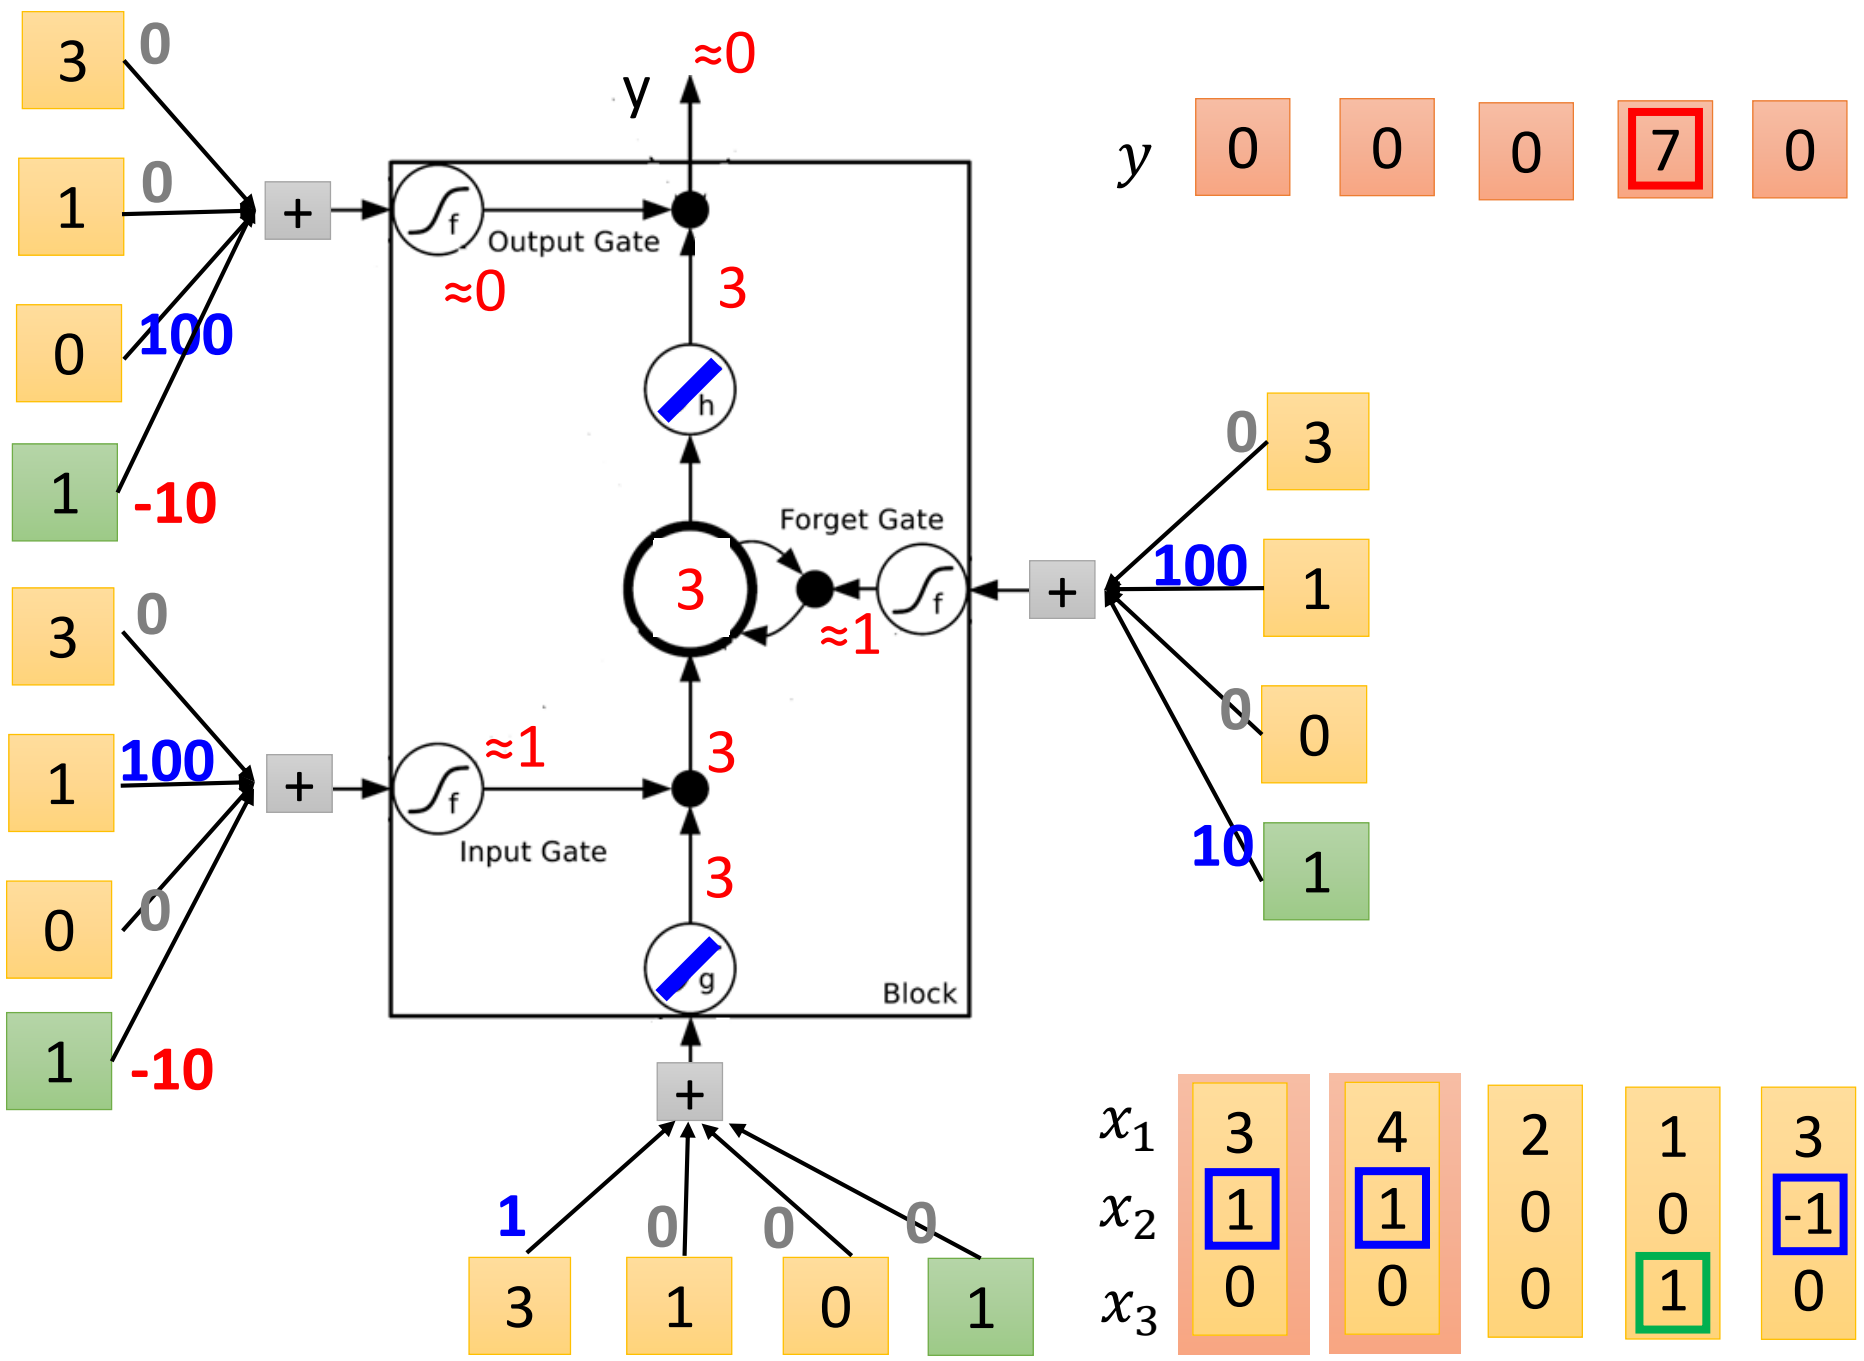 3 0
1 0
0 100
1 -10
y ≈0
f Output Gate
≈0
3
h
Forget Gate
3
f
≈1
3 0
1 100
0 0
1 -10
≈1
f
Input Gate
3
3
g
Block
+
+
+
+
1 0 0 0
3 1 0 1
y 0 0 0 7 0
0 3
100 1
0 0
10 1
x₁ 3 4 2 1 3
x₂ 1 1 0 0 -1
x₃ 0 0 0 1 0